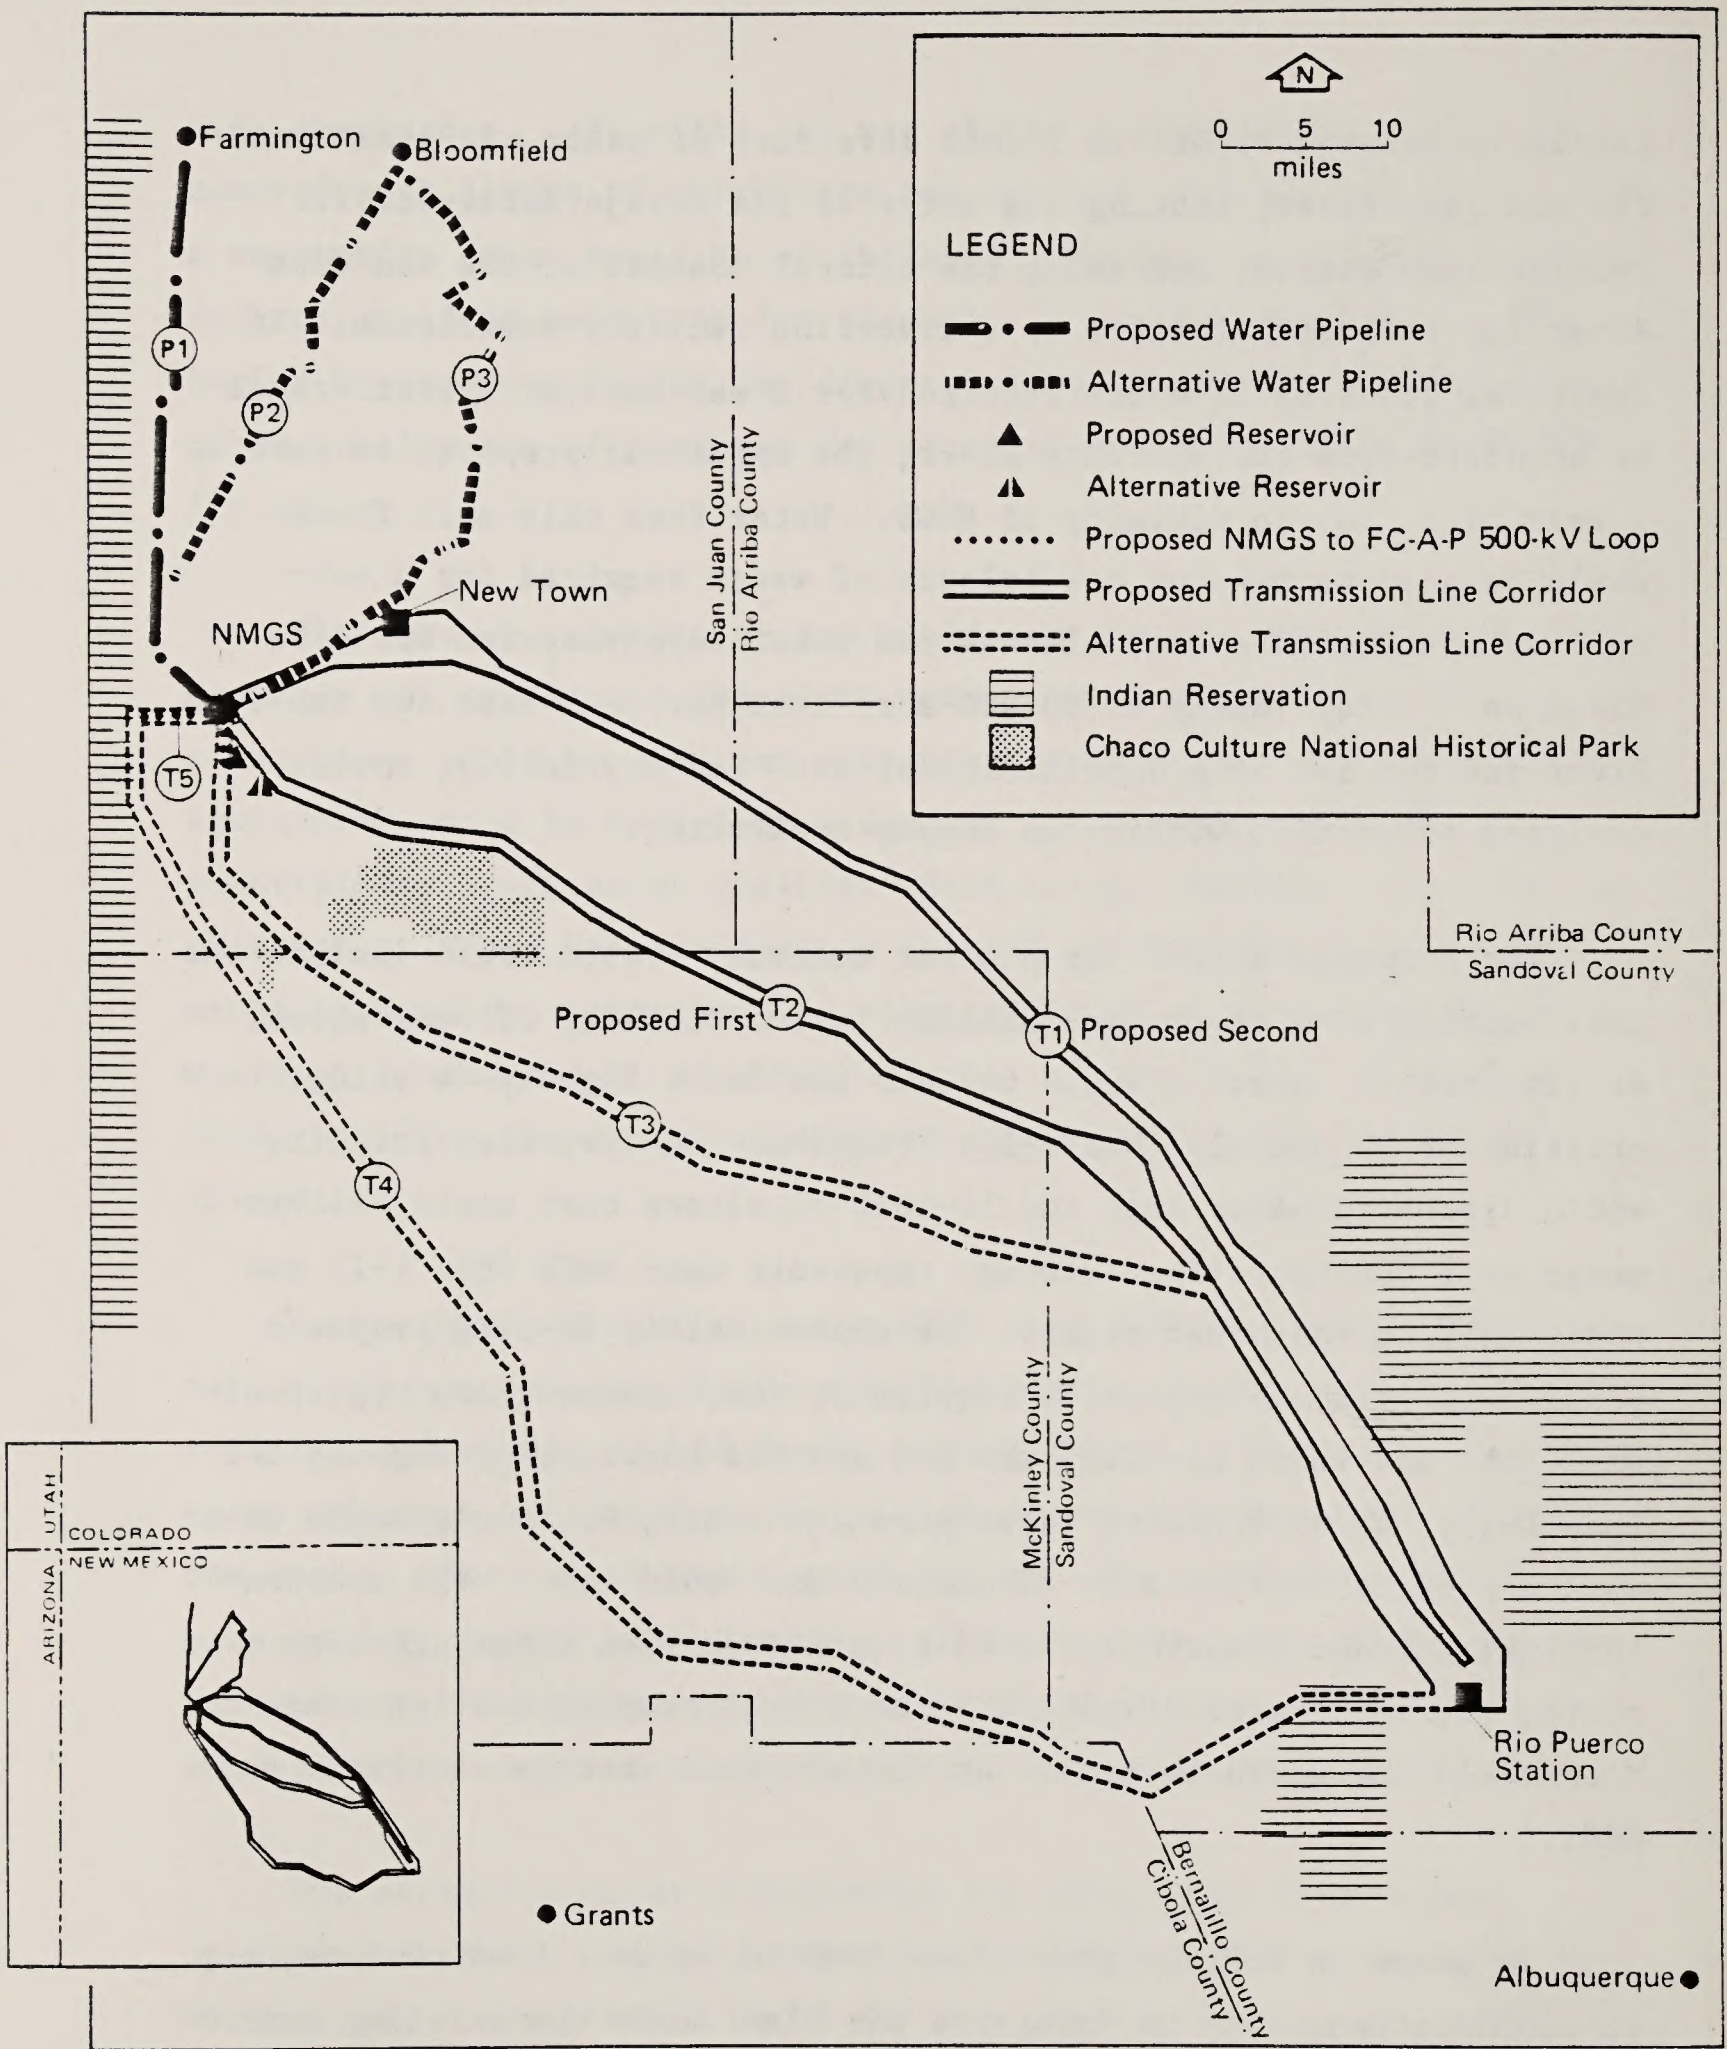 N
0 5 10
miles
LEGEND
Proposed Water Pipeline
Alternative Water Pipeline
Proposed Reservoir
Alternative Reservoir
Proposed NMGS to FC-A-P 500-kV Loop
Proposed Transmission Line Corridor
Alternative Transmission Line Corridor
Indian Reservation
Chaco Culture National Historical Park
Farmington
Bloomfield
P1
P2
P3
San Juan County
Rio Arriba County
New Town
NMGS
T5
Rio Arriba County
Sandoval County
Proposed First
T2
T1
Proposed Second
T3
T4
McKinley County
Sandoval County
UTAH
COLORADO
NEW MEXICO
ARIZONA
Rio Puerco
Station
Bernalillo County
Cibola County
Grants
Albuquerque